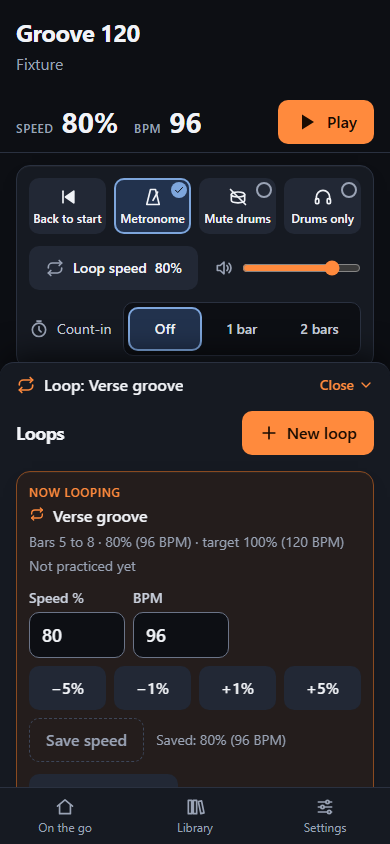 Groove 120
Fixture
SPEED 80% BPM 96
Play
Back to start
Metronome
Mute drums
Drums only
Loop speed 80%
Count-in
Off
1 bar
2 bars
Loop: Verse groove
Close
Loops
New loop
NOW LOOPING
Verse groove
Bars 5 to 8 · 80% (96 BPM) · target 100% (120 BPM)
Not practiced yet
Speed %
BPM
80
96
−5%
−1%
+1%
+5%
Save speed
Saved: 80% (96 BPM)
On the go
Library
Settings